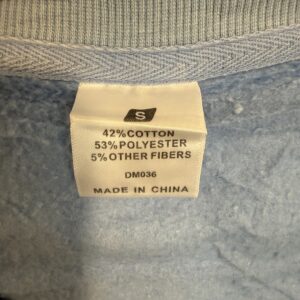 S
42%COTTON
53%POLYESTER
5%OTHER FIBERS
DM036
MADE IN CHINA